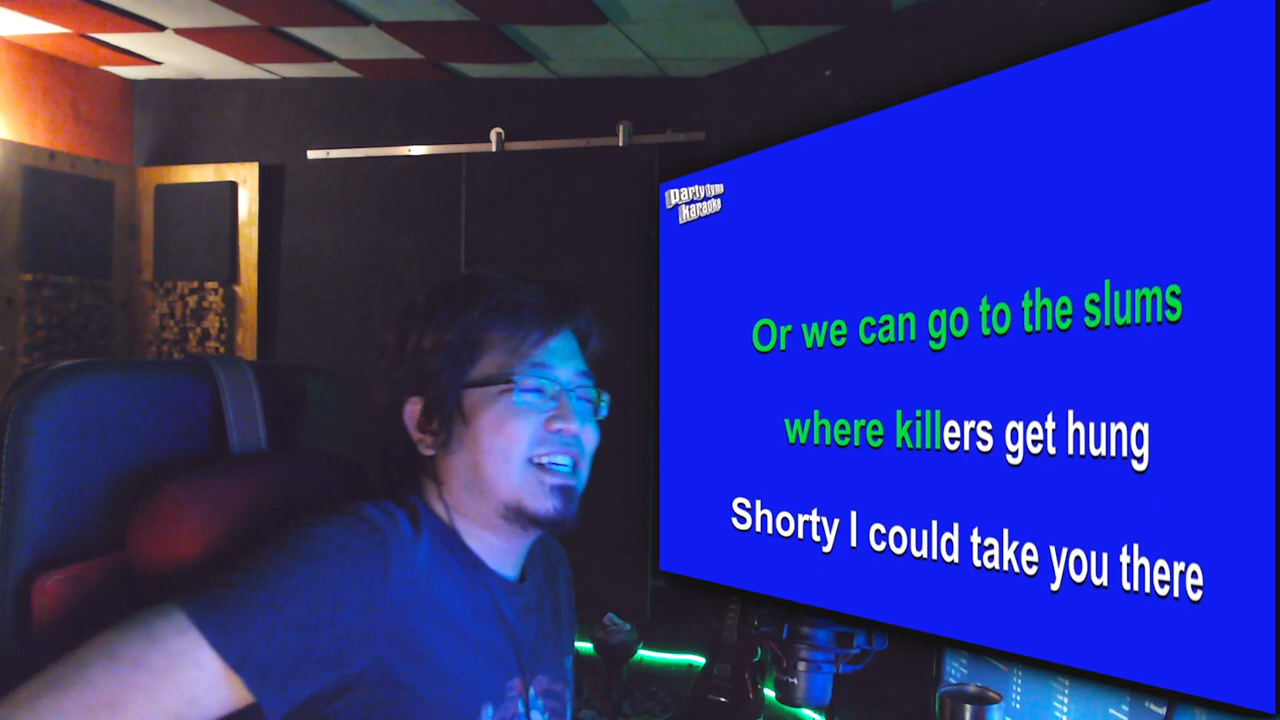 Party Tyme
Karaoke
Or we can go to the slums
where killers get hung
Shorty I could take you there